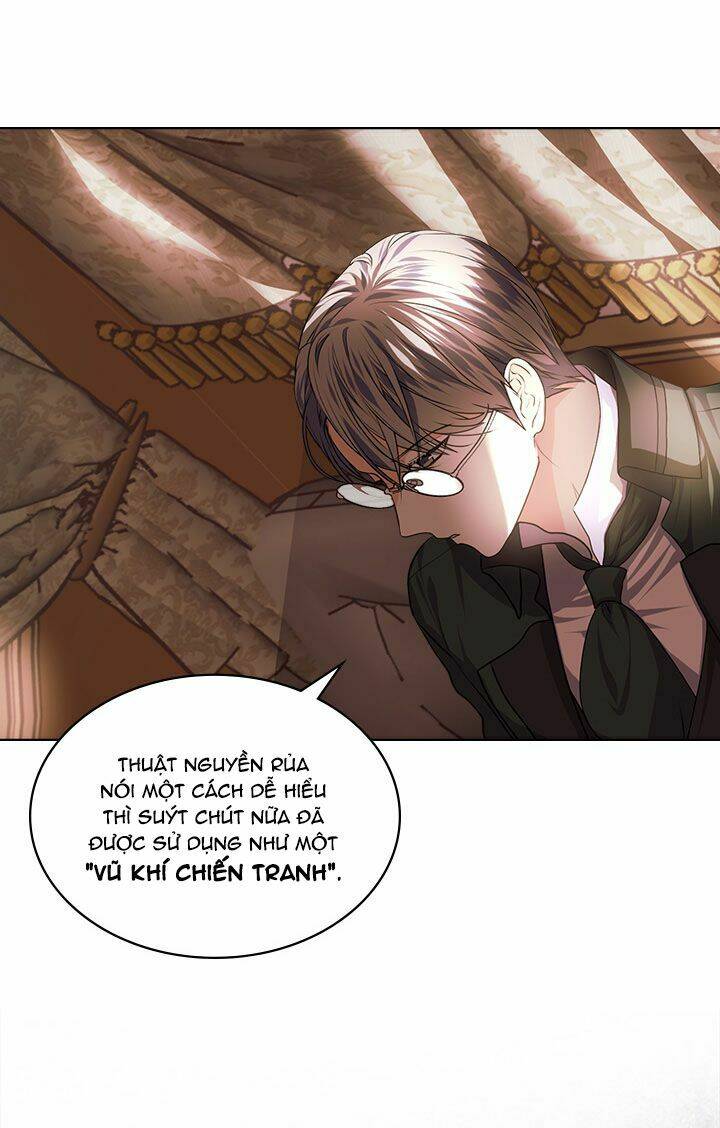 THUẬT NGUYỀN RỦA
NÓI MỘT CÁCH DỄ HIỂU
THÌ SUÝT CHÚT NỮA ĐÃ
ĐƯỢC SỬ DỤNG NHƯ MỘT
"VŨ KHÍ CHIẾN TRANH".